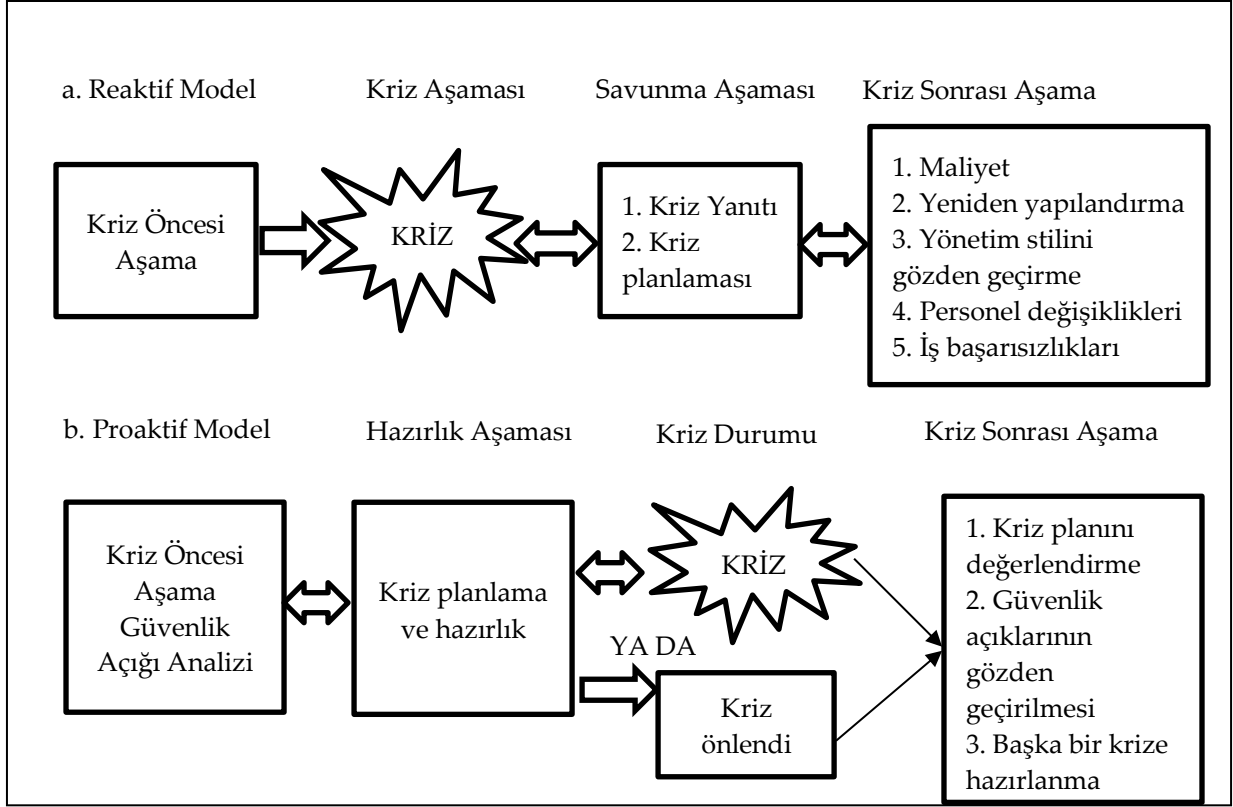 a. Reaktif Model
Kriz Aşaması
Savunma Aşaması
Kriz Sonrası Aşama
Kriz Öncesi
Aşama
KRİZ
1. Kriz Yanıtı
2. Kriz
planlaması
1. Maliyet
2. Yeniden yapılandırma
3. Yönetim stilini
gözden geçirme
4. Personel değişiklikleri
5. İş başarısızlıkları
b. Proaktif Model
Hazırlık Aşaması
Kriz Durumu
Kriz Sonrası Aşama
Kriz Öncesi
Aşama
Güvenlik
Açığı Analizi
Kriz planlama
ve hazırlık
KRİZ
YA DA
Kriz
önlendi
1. Kriz planını
değerlendirme
2. Güvenlik
açıklarının
gözden
geçirilmesi
3. Başka bir krize
hazırlanma